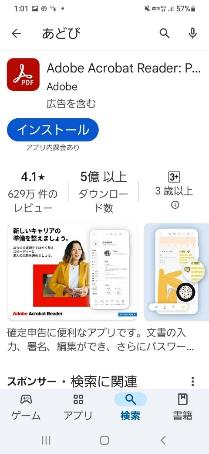 1:01
57%
あどび
Adobe Acrobat Reader: P...
Adobe
広告を含む
インストール
アプリ内課金あり
4.1★
629万 件の
レビュー
5億 以上
ダウンロー
ド数
3+
3 歳以上
新しいキャリアの
準備を整えましょう。
Adobe Acrobat Reader
確定申告に便利なアプリです。文書の入
力、署名、編集ができ、さらにパスワー...
スポンサー・検索に関連
ゲーム
アプリ
検索
書籍